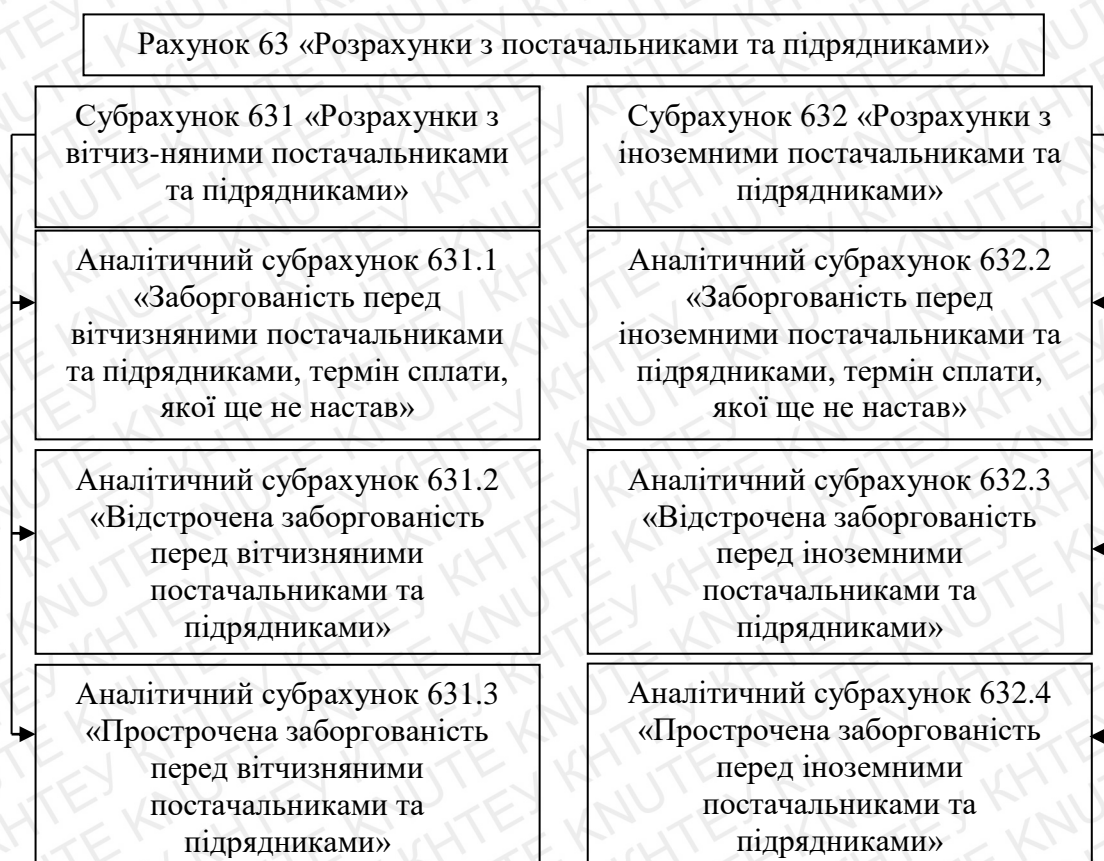 Рахунок 63 «Розрахунки з постачальниками та підрядниками»
Субрахунок 631 «Розрахунки з
вітчиз-няними постачальниками
та підрядниками»
Субрахунок 632 «Розрахунки з
іноземними постачальниками та
підрядниками»
Аналітичний субрахунок 631.1
«Заборгованість перед
вітчизняними постачальниками
та підрядниками, термін сплати,
якої ще не настав»
Аналітичний субрахунок 632.2
«Заборгованість перед
іноземними постачальниками та
підрядниками, термін сплати,
якої ще не настав»
Аналітичний субрахунок 631.2
«Відстрочена заборгованість
перед вітчизняними
постачальниками та
підрядниками»
Аналітичний субрахунок 632.3
«Відстрочена заборгованість
перед іноземними
постачальниками та
підрядниками»
Аналітичний субрахунок 631.3
«Прострочена заборгованість
перед вітчизняними
постачальниками та
підрядниками»
Аналітичний субрахунок 632.4
«Прострочена заборгованість
перед іноземними
постачальниками та
підрядниками»